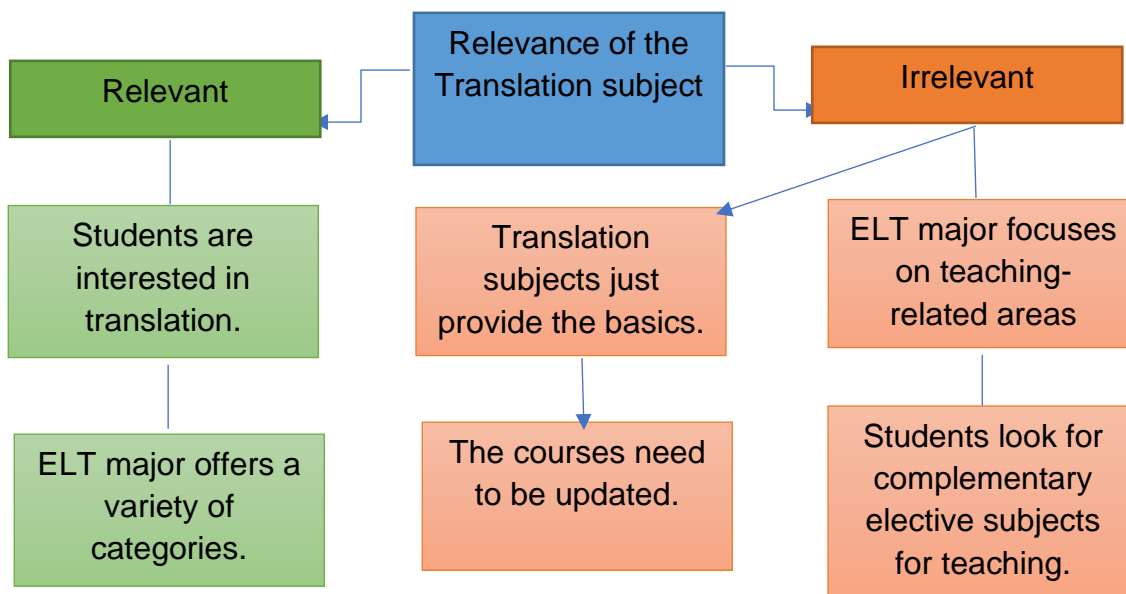 Relevance of the
Translation subject
Relevant
Irrelevant
Students are
interested in
translation.
Translation
subjects just
provide the basics.
ELT major focuses
on teaching-
related areas
ELT major offers a
variety of
categories.
The courses need
to be updated.
Students look for
complementary
elective subjects
for teaching.